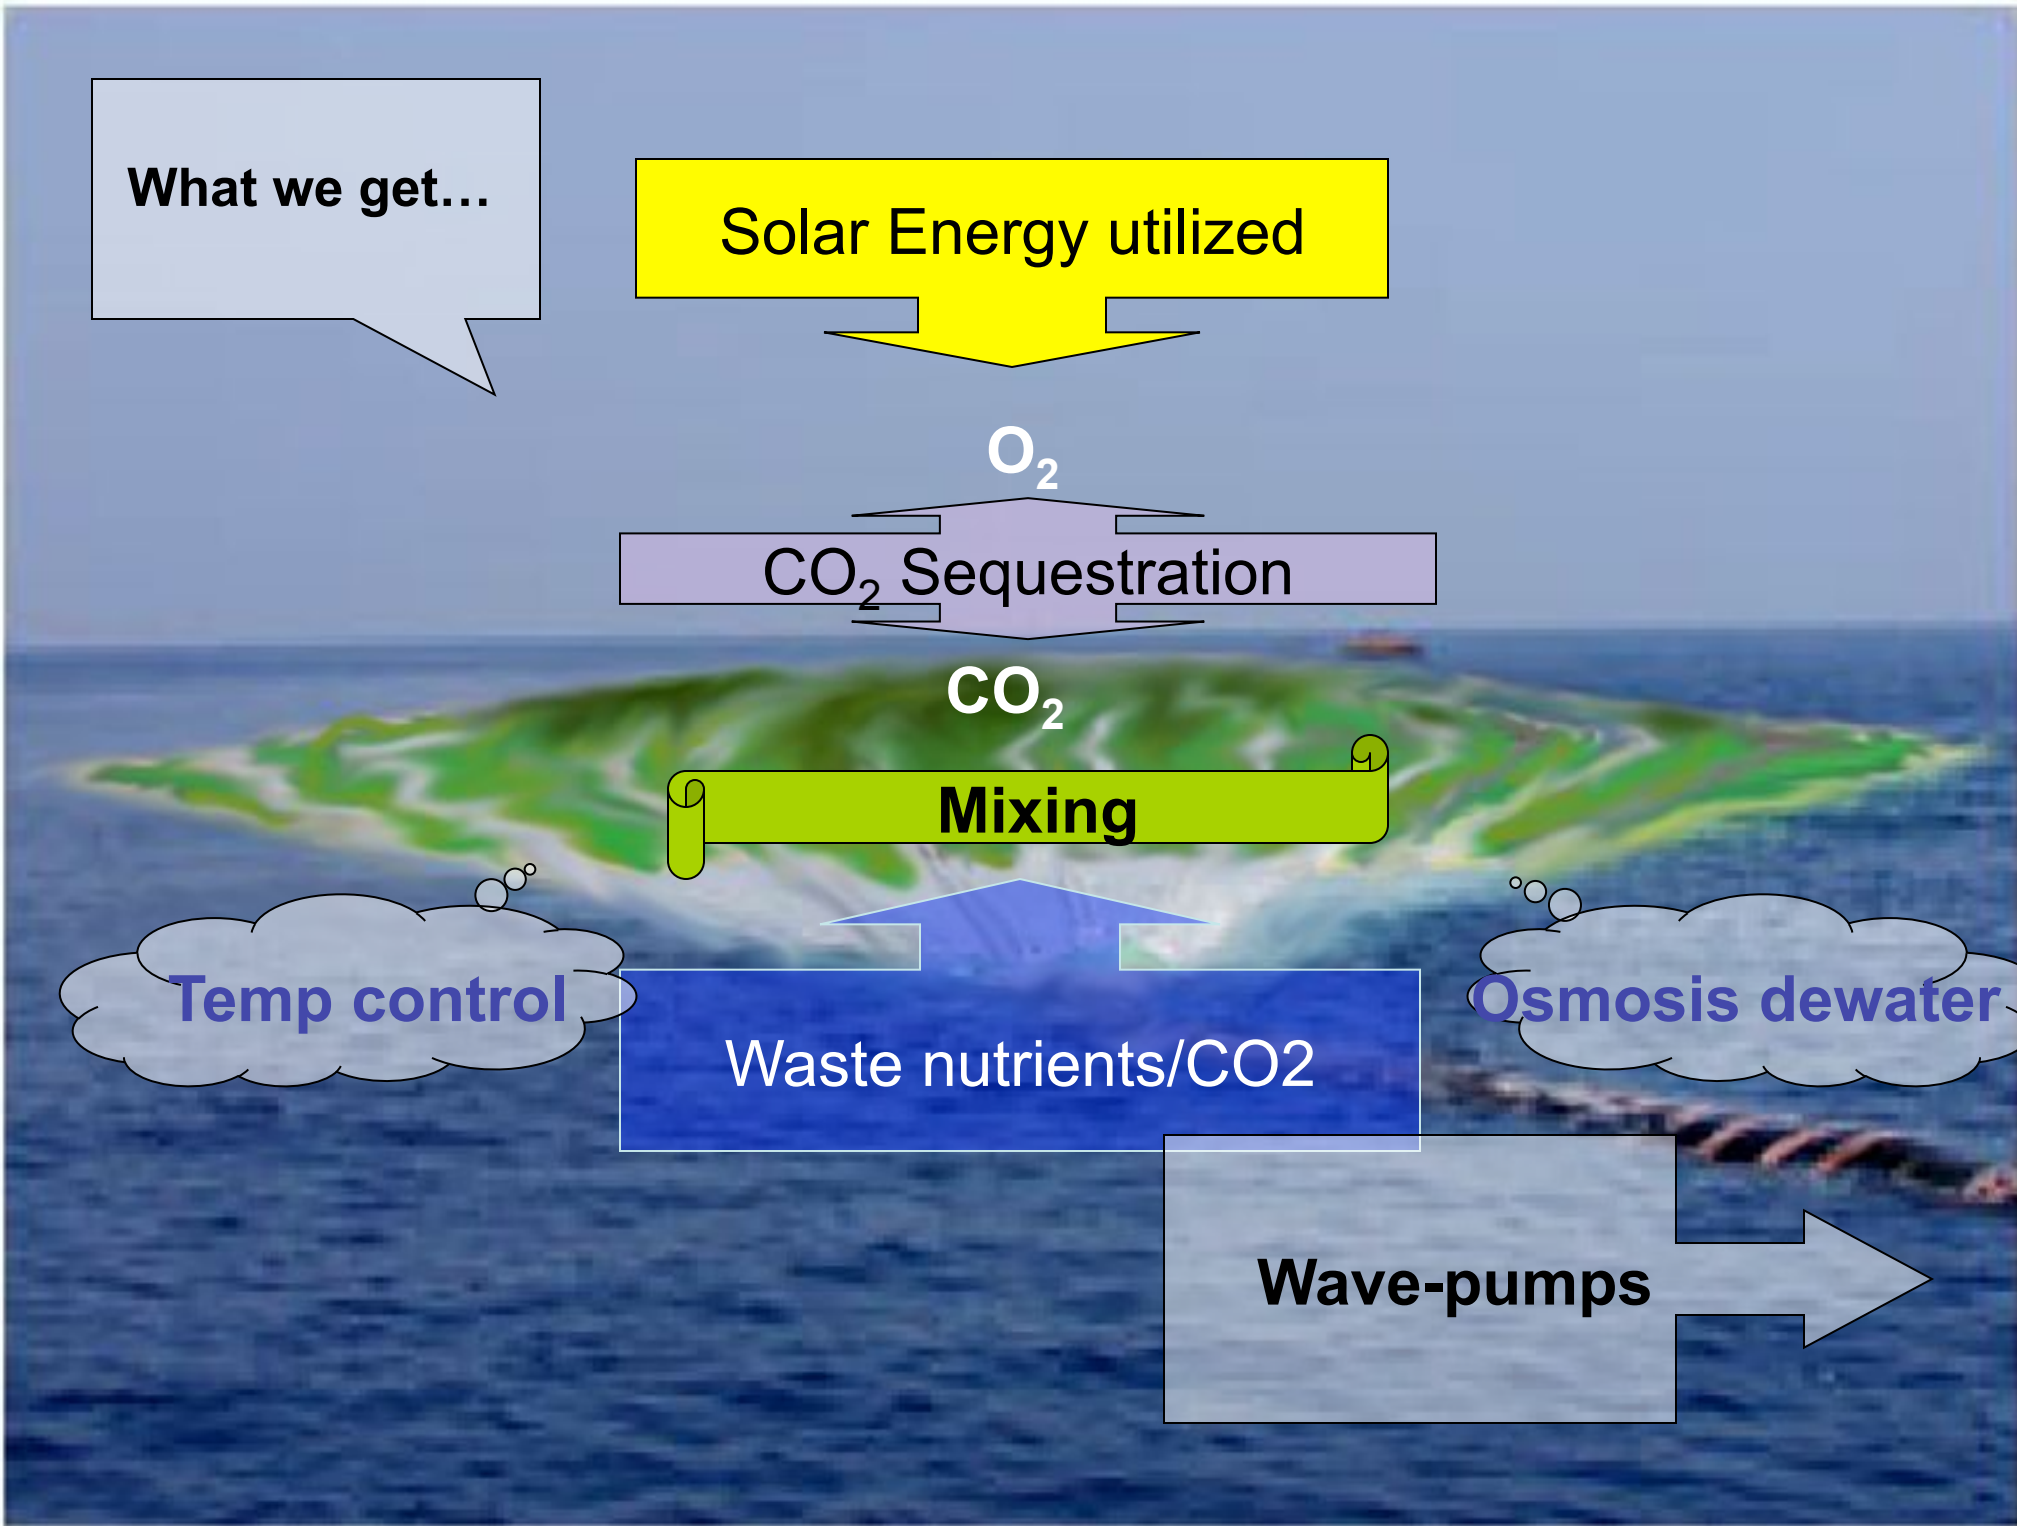 What we get…
Solar Energy utilized
O₂
CO₂ Sequestration
CO₂
Mixing
Temp control
Osmosis dewater
Waste nutrients/CO2
Wave-pumps